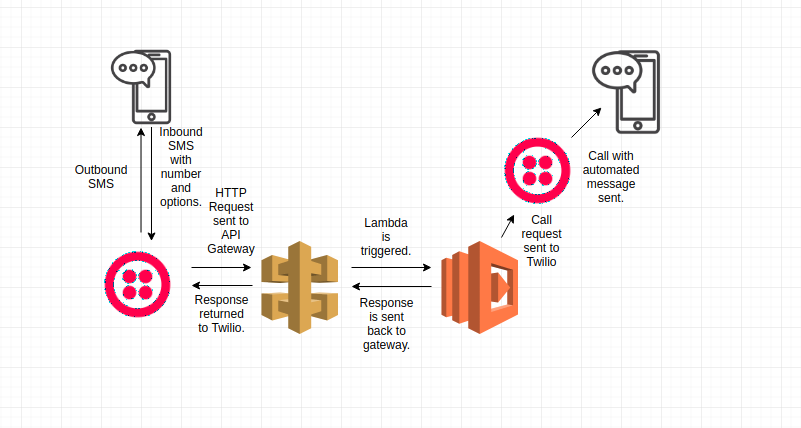 Outbound
SMS
Inbound
SMS
with
number
and
options.
HTTP
Request
sent to
API
Gateway
Response
returned
to Twilio.
Lambda
is
triggered.
Response
is sent
back to
gateway.
Call
request
sent to
Twilio
Call with
automated
message
sent.